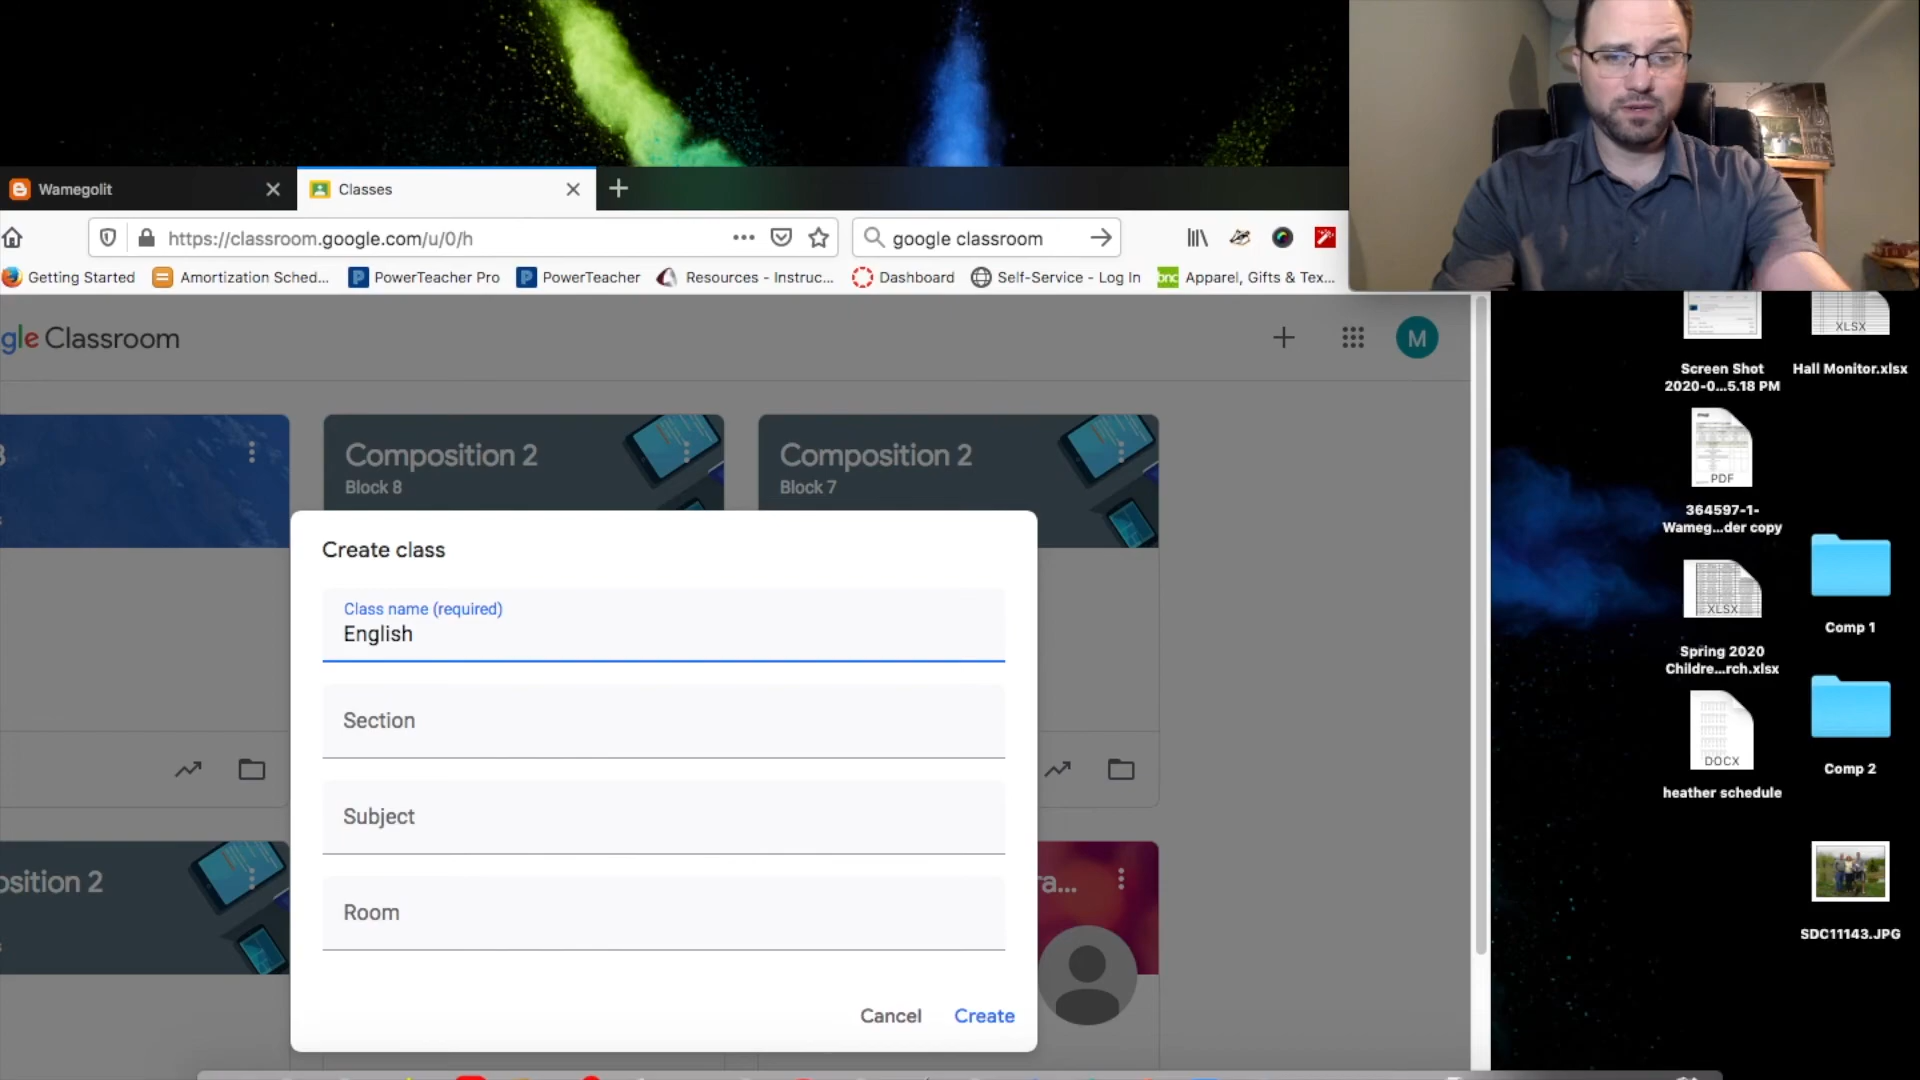 Wamegolit
Classes
https://classroom.google.com/u/0/h
google classroom
Getting Started
Amortization Sched...
PowerTeacher Pro
PowerTeacher
Resources - Instruc...
Dashboard
Self-Service - Log In
bnc
Apparel, Gifts & Tex...
gle Classroom
M
Composition 2
Block 8
Composition 2
Block 7
Create class
Class name (required)
English
Section
Subject
Room
Cancel
Create
osition 2
ra...
XLSX
Screen Shot
2020-0...5.18 PM
Hall Monitor.xlsx
PDF
364597-1-
Wameg...der copy
XLSX
Comp 1
Spring 2020
Childre...rch.xlsx
DOCX
Comp 2
heather schedule
SDC11143.JPG